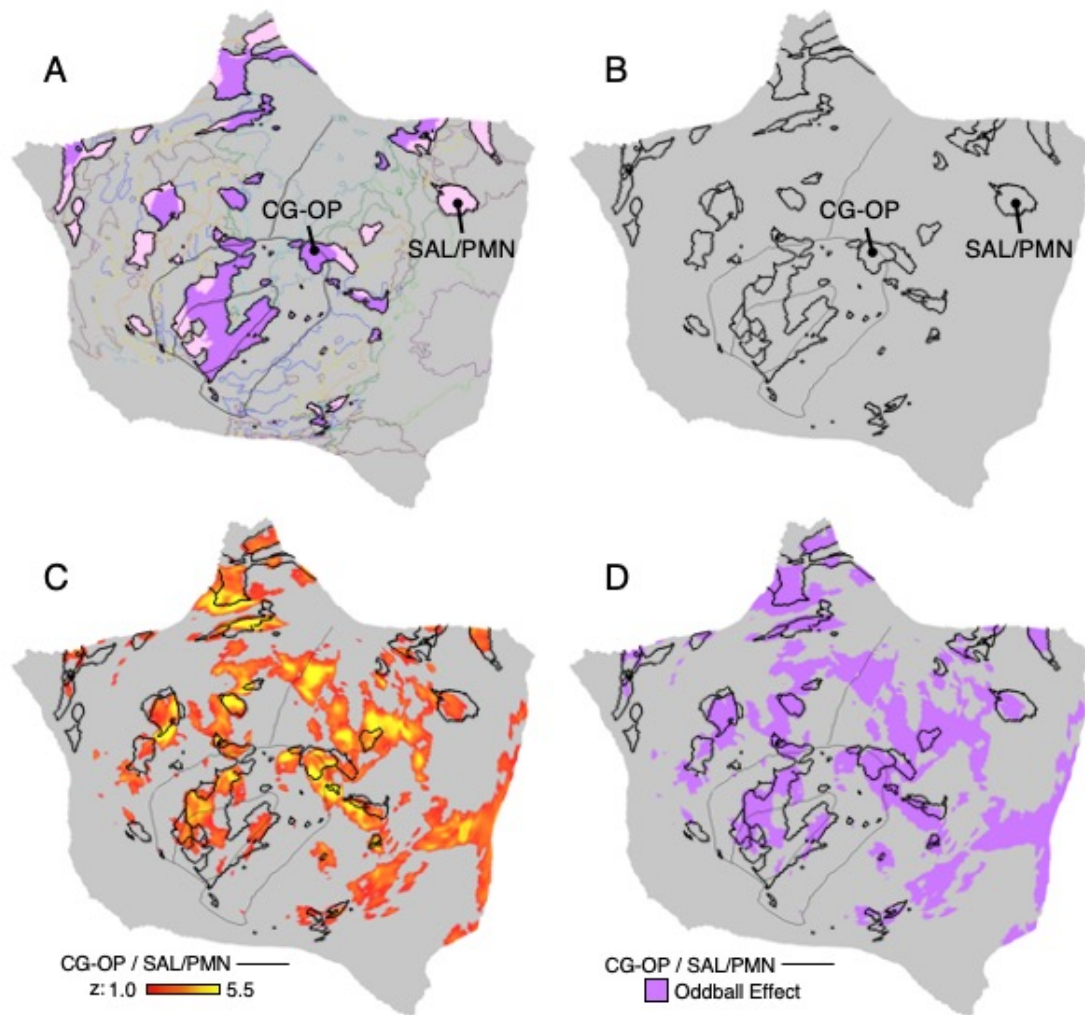 A
B
CG-OP
SAL/PMN
CG-OP
SAL/PMN
C
D
CG-OP / SAL/PMN
z: 1.0 5.5
CG-OP / SAL/PMN
Oddball Effect